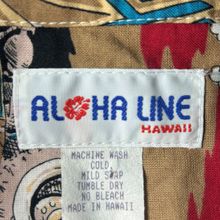 ALOHA LINE
HAWAII
MACHINE WASH
COLD,
MILD SOAP
TUMBLE DRY
NO BLEACH
MADE IN HAWAII